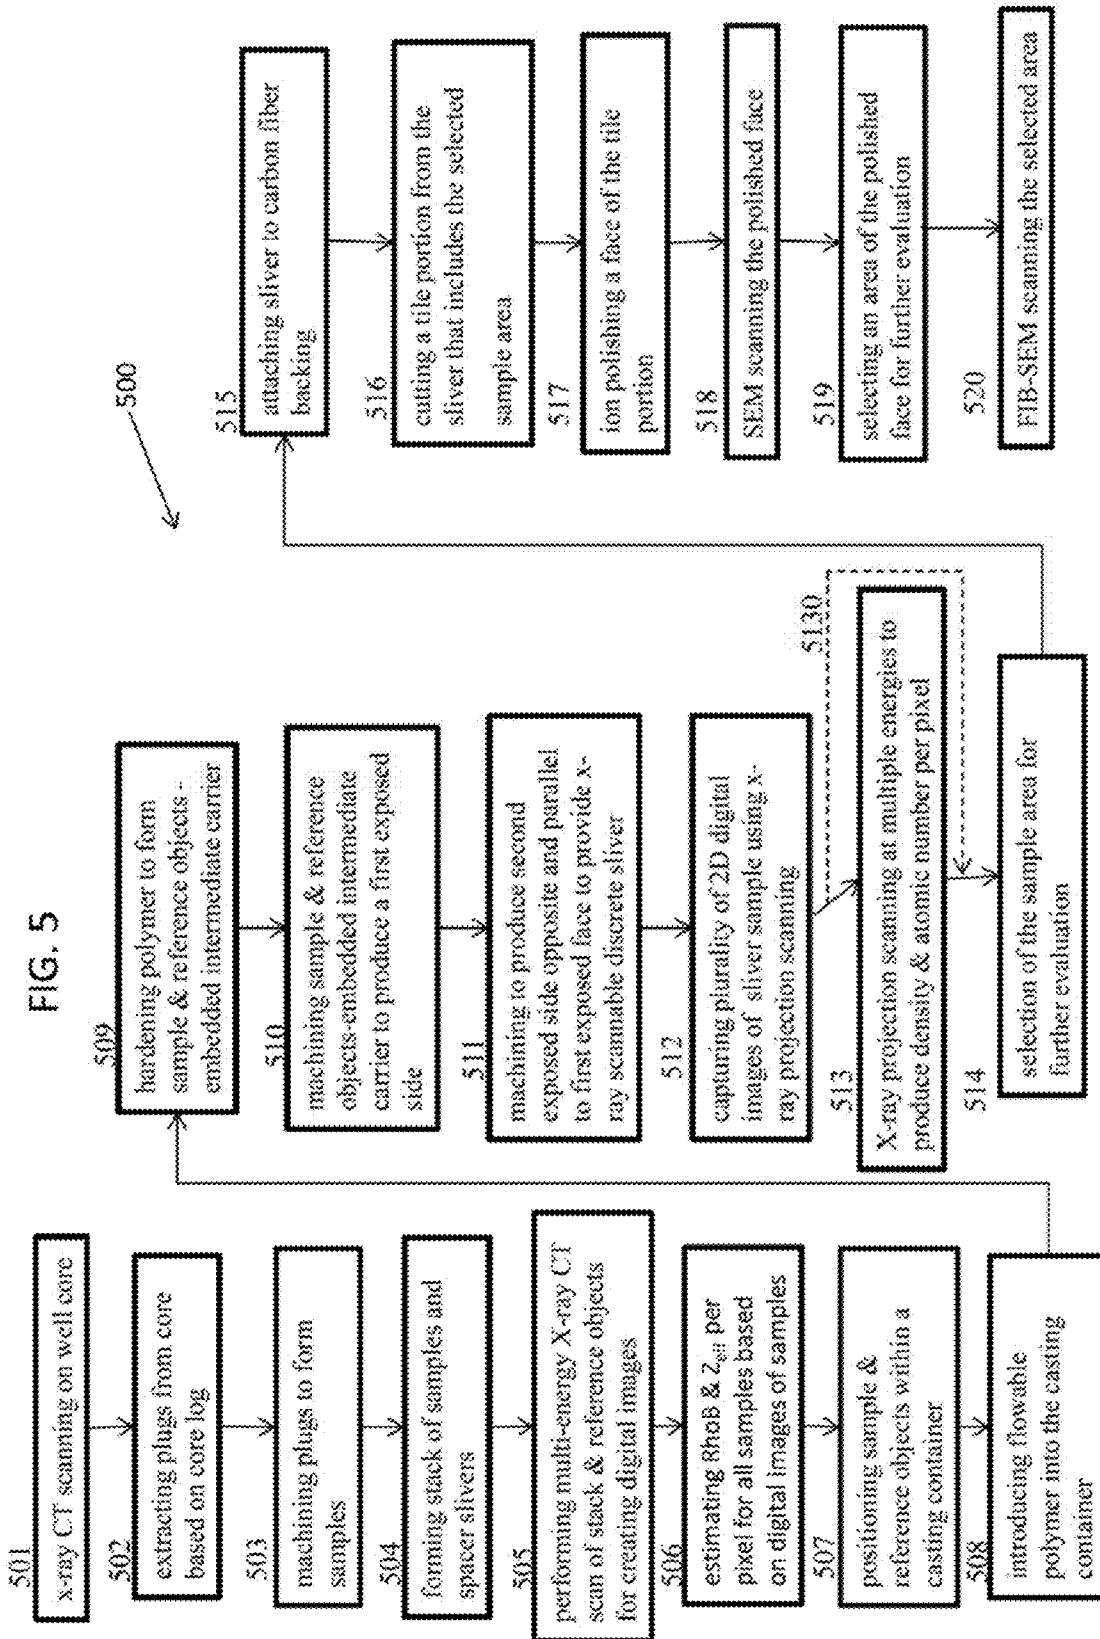 FIG. 5
500
501
x-ray CT scanning on well core
502
extracting plugs from core
based on core log
503
machining plugs to form
samples
504
forming stack of samples and
spacer slivers
505
performing multi-energy X-ray CT
scan of stack & reference objects
for creating digital images
506
estimating RhoB & Zeff per
pixel for all samples based
on digital images of samples
507
positioning sample &
reference objects within a
casting container
508
introducing flowable
polymer into the casting
container
509
hardening polymer to form
sample & reference objects -
embedded intermediate carrier
510
machining sample & reference
objects-embedded intermediate
carrier to produce a first exposed
side
511
machining to produce second
exposed side opposite and parallel
to first exposed face to provide x-
ray scannable discrete sliver
512
capturing plurality of 2D digital
images of sliver sample using x-
ray projection scanning
513
5130
X-ray projection scanning at multiple energies to
produce density & atomic number per pixel
514
selection of the sample area for
further evaluation
515
attaching sliver to carbon fiber
backing
516
cutting a tile portion from the
sliver that includes the selected
sample area
517
ion polishing a face of the tile
portion
518
SEM scanning the polished face
519
selecting an area of the polished
face for further evaluation
520
FIB-SEM scanning the selected area